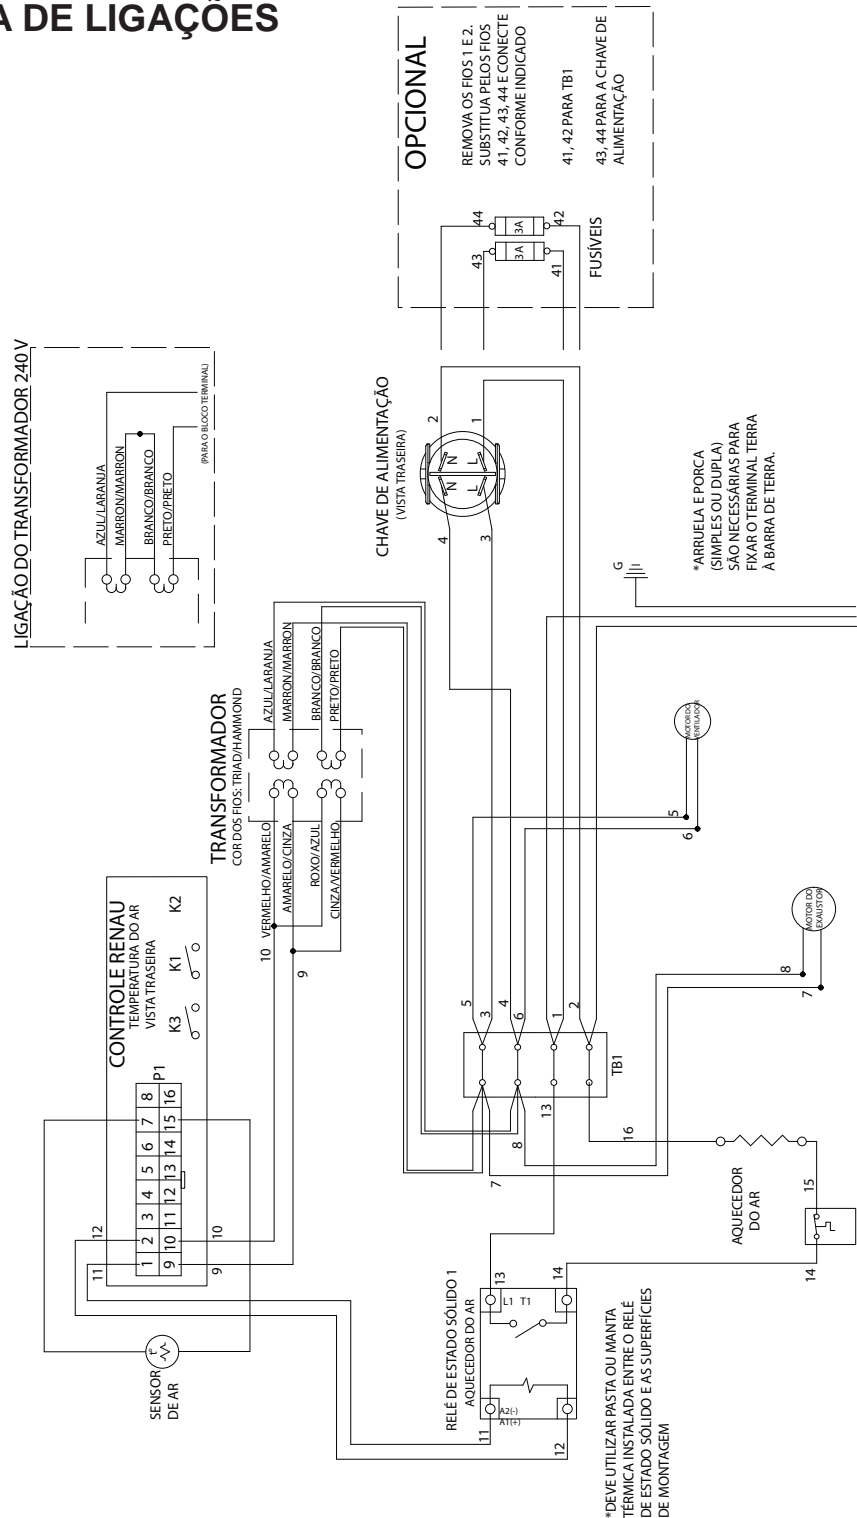 A DE LIGAÇÕES
OPCIONAL
REMOVA OS FIOS 1 E 2.
SUBSTITUA PELOS FIOS
41, 42, 43, 44 E CONECTE
CONFORME INDICADO
41, 42 PARA TB1
43, 44 PARA A CHAVE DE
ALIMENTAÇÃO
44
3A
42
43
3A
41
FUSÍVEIS
LIGAÇÃO DO TRANSFORMADOR 240 V
AZUL/LARANJA
MARRON/MARRON
BRANCO/BRANCO
PRETO/PRETO
(PARA O BLOCO TERMINAL)
CHAVE DE ALIMENTAÇÃO
(VISTA TRASEIRA)
2
1
N
L
N
L
4
3
*ARRUELA E PORCA
(SIMPLES OU DUPLA)
SÃO NECESSÁRIAS PARA
FIXAR O TERMINAL TERRA
À BARRA DE TERRA.
G
TRANSFORMADOR
COR DOS FIOS: TRIAD/HAMMOND
AZUL/LARANJA
MARRON/MARRON
BRANCO/BRANCO
PRETO/PRETO
10
VERMELHO/AMARELO
AMARELO/CINZA
9
ROXO/AZUL
CINZA/VERMELHO
CONTROLE RENAU
TEMPERATURA DO AR
VISTA TRASEIRA
K3
K1
K2
P1
1 2 3 4 5 6 7 8
9 10 11 12 13 14 15 16
11
12
9
10
SENSOR
DE AR
t°
5
6
MOTOR DO
VENTILADOR
8
7
MOTOR DO
EXAUSTOR
5
3
4
6
1
2
TB1
7
8
13
16
AQUECEDOR
DO AR
15
14
RELÉ DE ESTADO SÓLIDO 1
AQUECEDOR DO AR
13
14
L1 T1
A2(-)
A1(+)
11
12
*DEVE UTILIZAR PASTA OU MANTA
TÉRMICA INSTALADA ENTRE O RELÉ
DE ESTADO SÓLIDO E AS SUPERFÍCIES
DE MONTAGEM